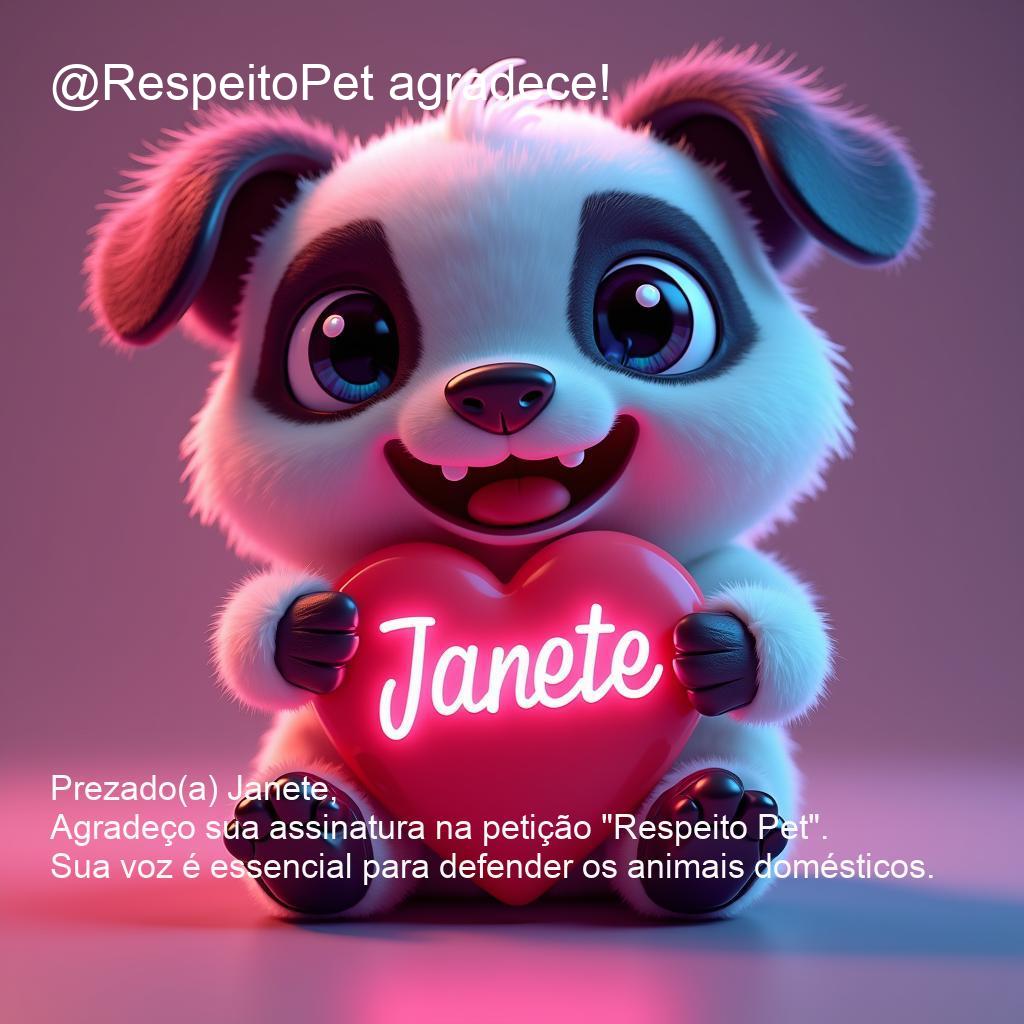 @RespeitoPet agradece!
Janete
Prezado(a) Janete,
Agradeço sua assinatura na petição "Respeito Pet".
Sua voz é essencial para defender os animais domésticos.